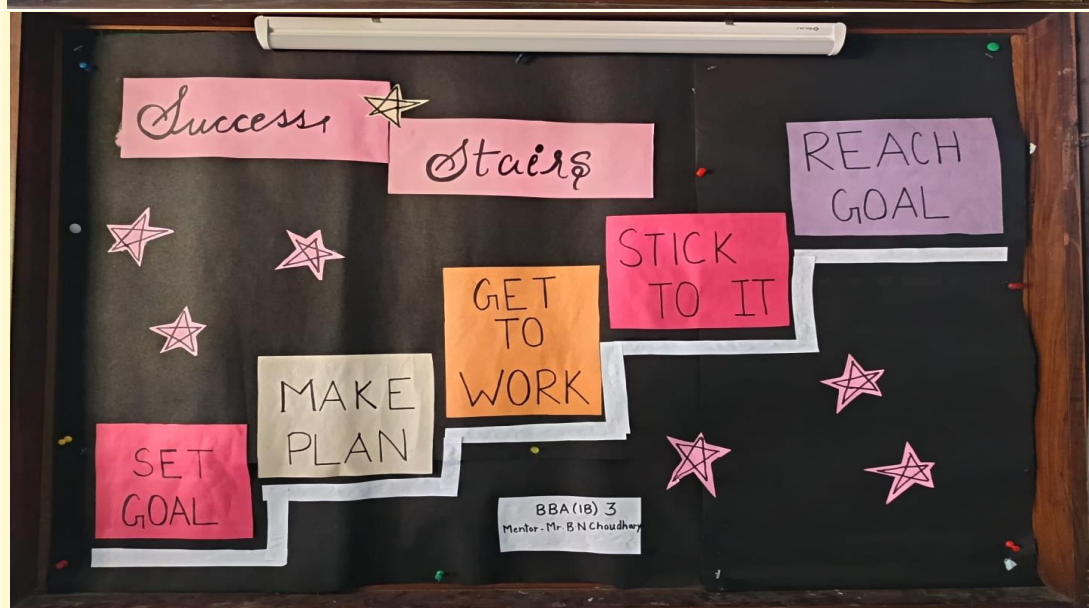 Success
Stairs
REACH
GOAL
STICK
TO IT
GET
TO
WORK
MAKE
PLAN
SET
GOAL
BBA(IB) 3
Mentor-Mr. B N Choudhary